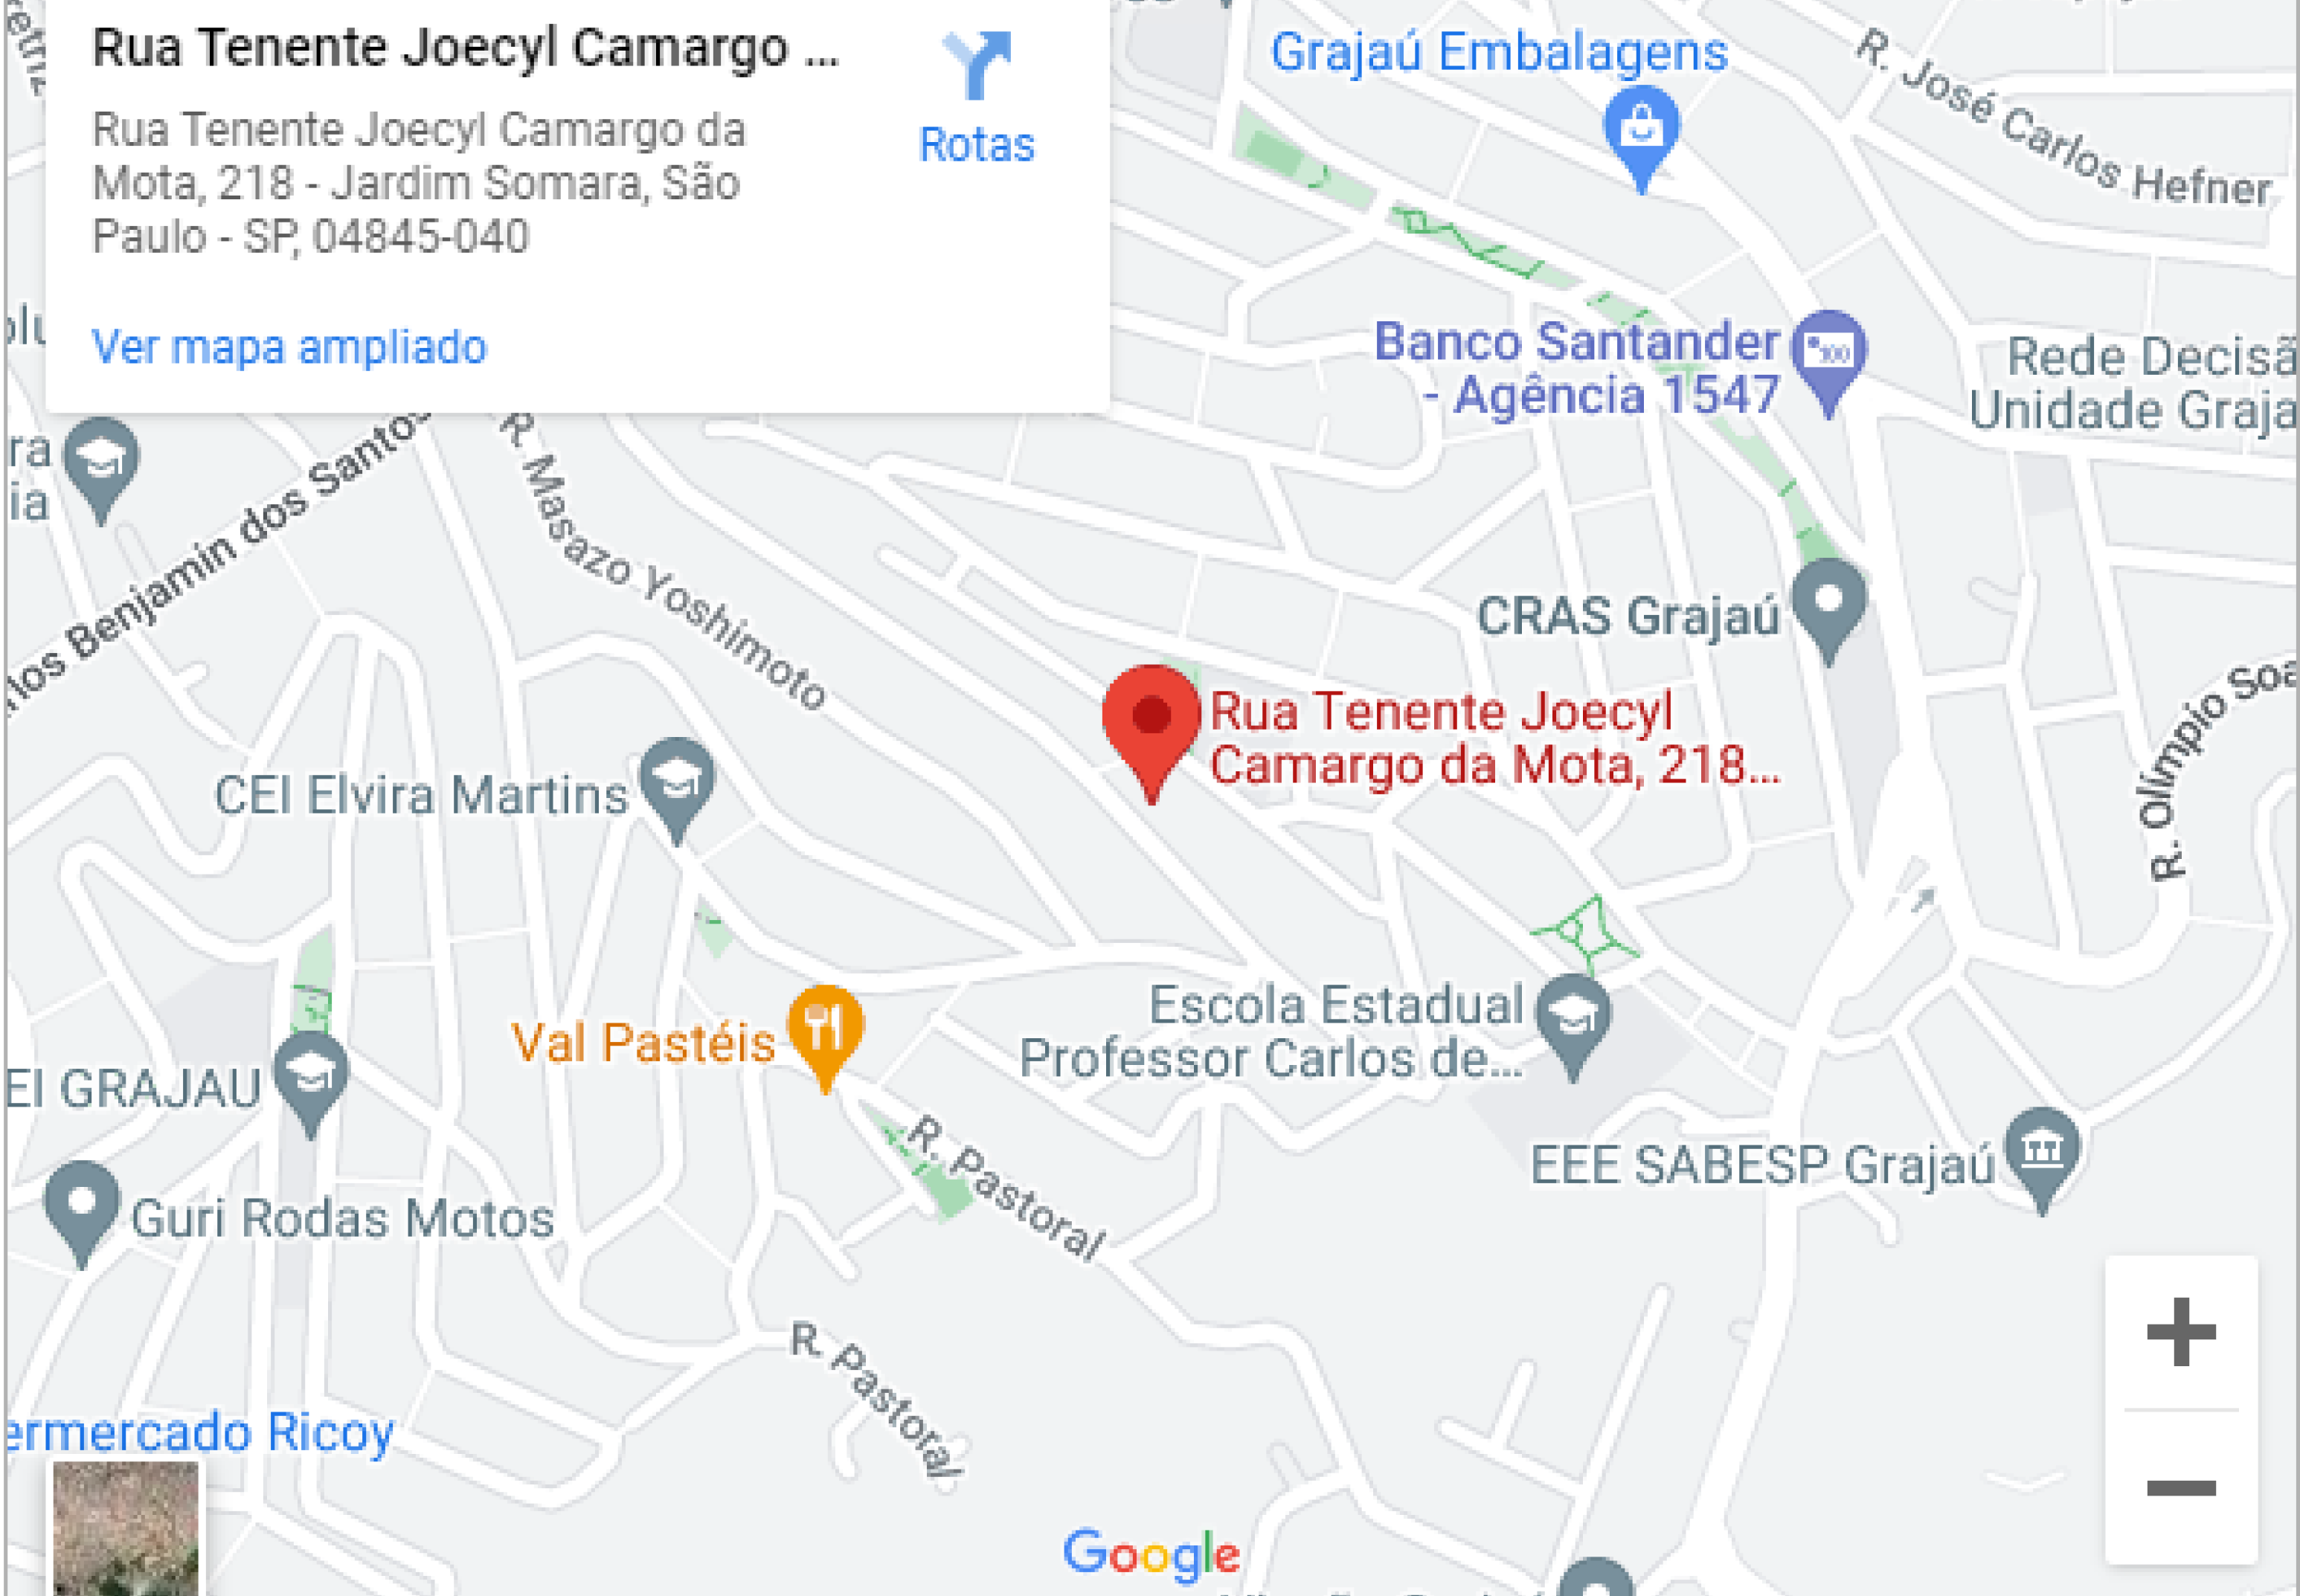 Rua Tenente Joecyl Camargo ...
Rua Tenente Joecyl Camargo da
Mota, 218 - Jardim Somara, São
Paulo - SP, 04845-040
Ver mapa ampliado
Rotas
Grajaú Embalagens
R. José Carlos Hefner
Banco Santander
- Agência 1547
Rede Decisã
Unidade Graja
los Benjamin dos Santos
R. Masazo Yoshimoto
CRAS Grajaú
Rua Tenente Joecyl
Camargo da Mota, 218...
R. Olímpio Soa
CEI Elvira Martins
Escola Estadual
Professor Carlos de...
Val Pastéis
EI GRAJAU
R. Pastoral
EEE SABESP Grajaú
Guri Rodas Motos
R. Pastoral
ermercado Ricoy
Google